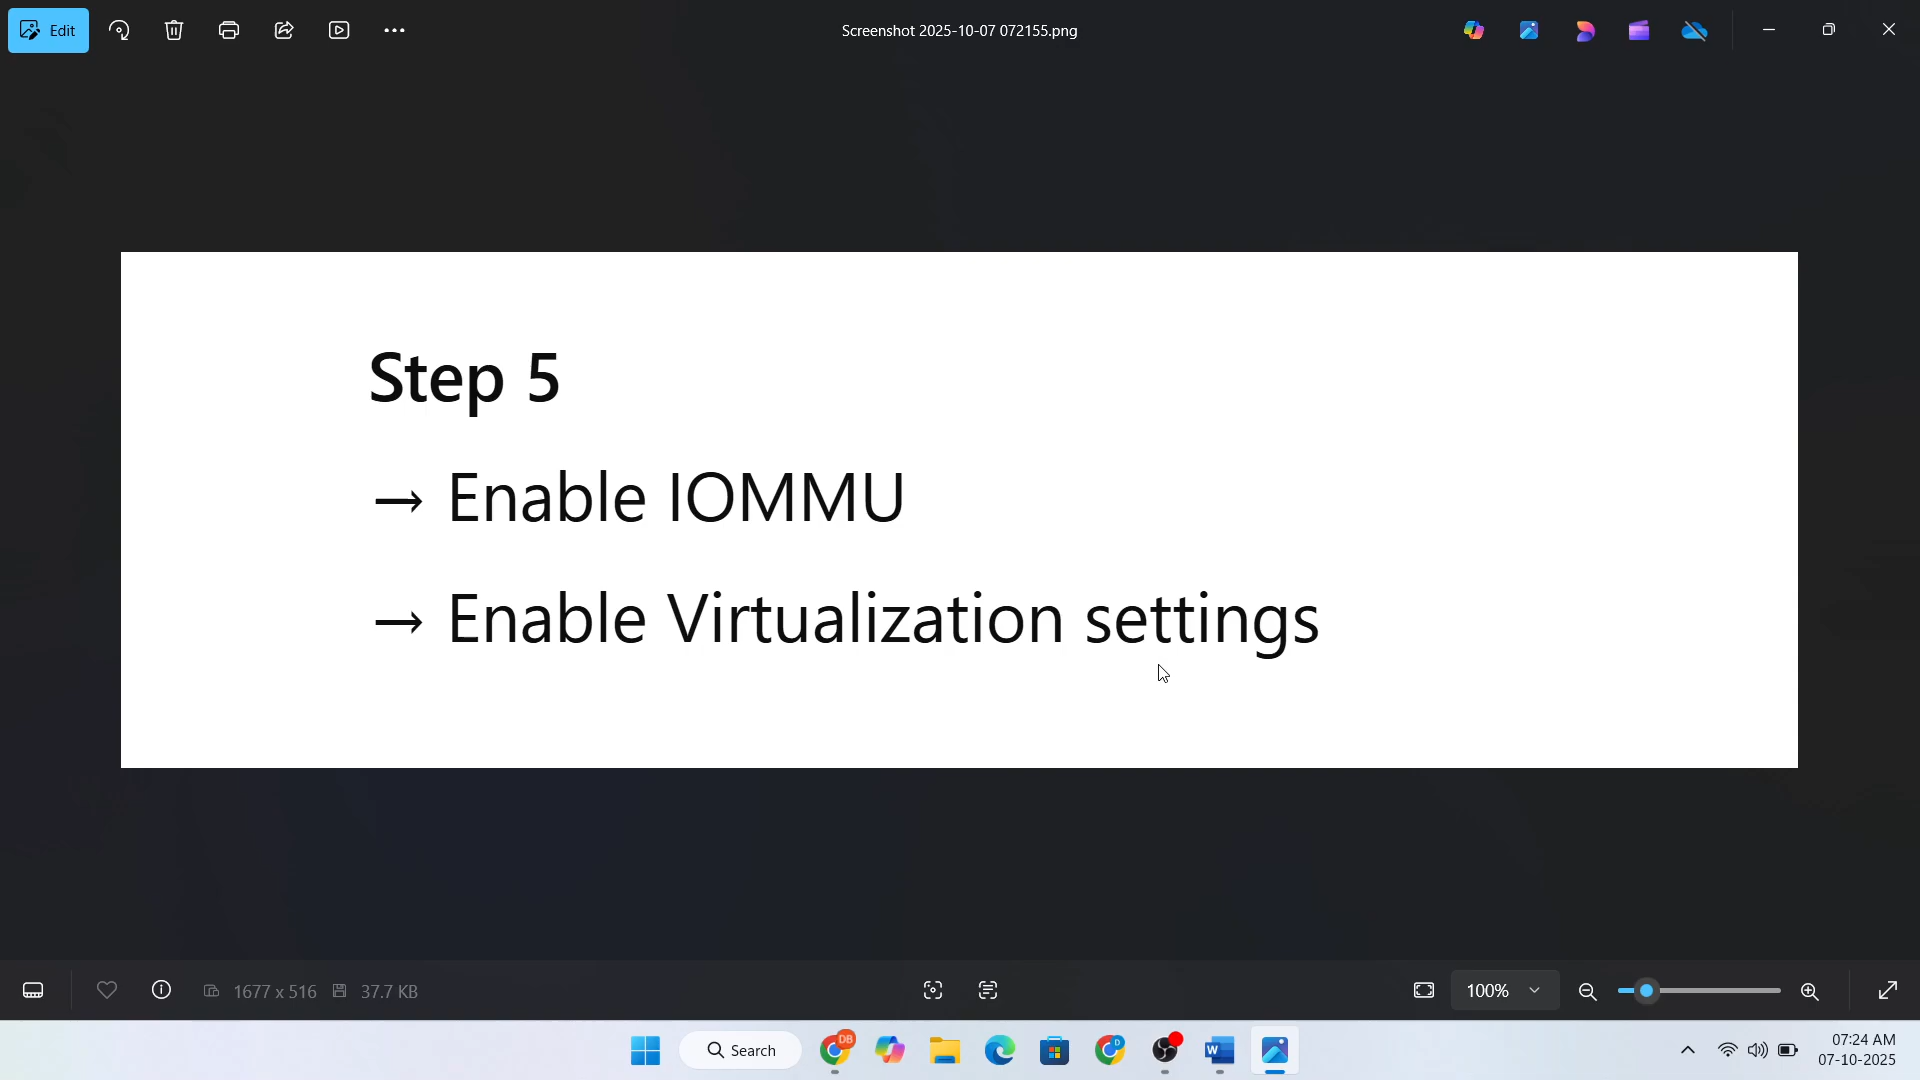 Edit
Screenshot 2025-10-07 072155.png
Step 5
→ Enable IOMMU
→ Enable Virtualization settings
1677 x 516
37.7 KB
100%
Search
DB
D
W
07:24 AM
07-10-2025